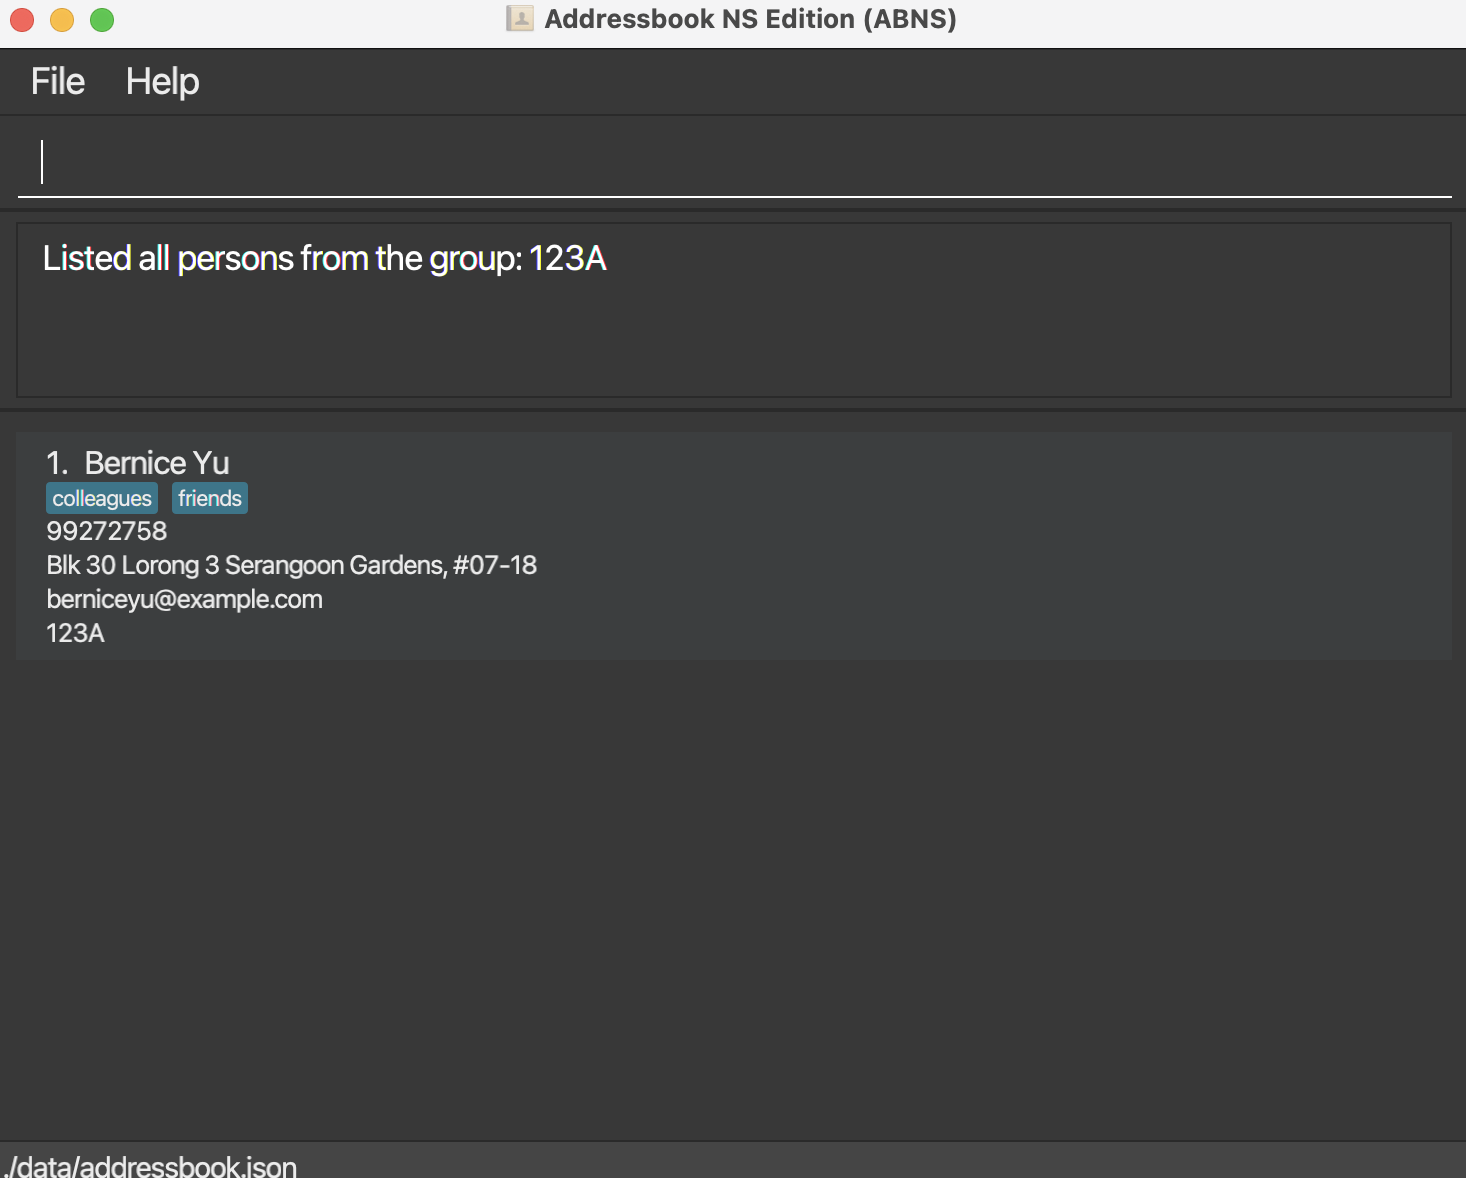 Addressbook NS Edition (ABNS)
File Help
Listed all persons from the group: 123A
1. Bernice Yu
colleagues friends
99272758
Blk 30 Lorong 3 Serangoon Gardens, #07-18
berniceyu@example.com
123A
./data/addressbook.json